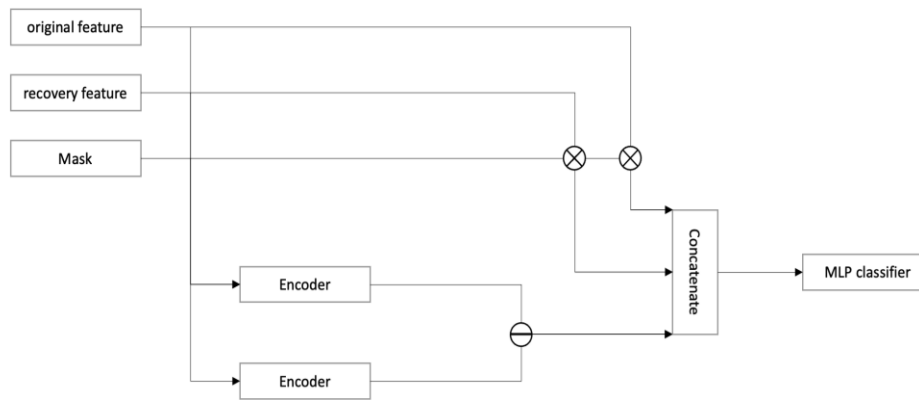 original feature
recovery feature
Mask
Encoder
Encoder
Concatenate
MLP classifier